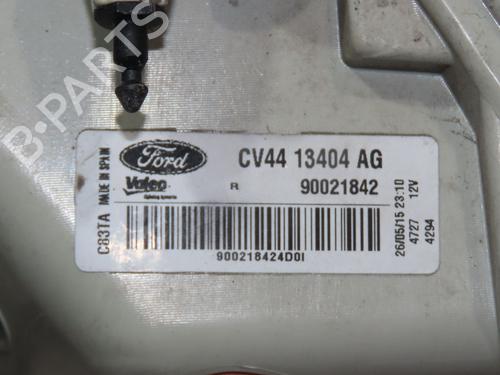 B-PARTS
Ford
CV44 13404 AG
Valeo
R
90021842
900218424D0I
C83TA MADE IN SPAIN
26/05/15 23:10
4727 12V
4294